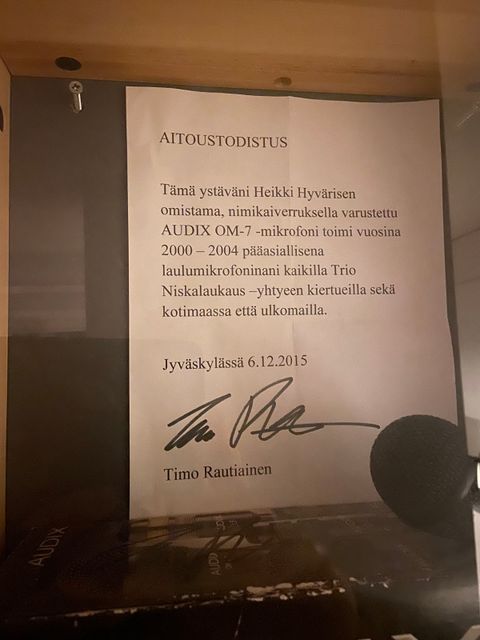 AITOUSTODISTUS
Tämä ystäväni Heikki Hyvärisen
omistama, nimikaiverruksella varustettu
AUDIX OM-7 -mikrofoni toimi vuosina
2000 – 2004 pääasiallisena
laulumikrofoninani kaikilla Trio
Niskalaukaus –yhtyeen kiertueilla sekä
kotimaassa että ulkomailla.
Jyväskylässä 6.12.2015
Timo Rautiainen
AUDIX